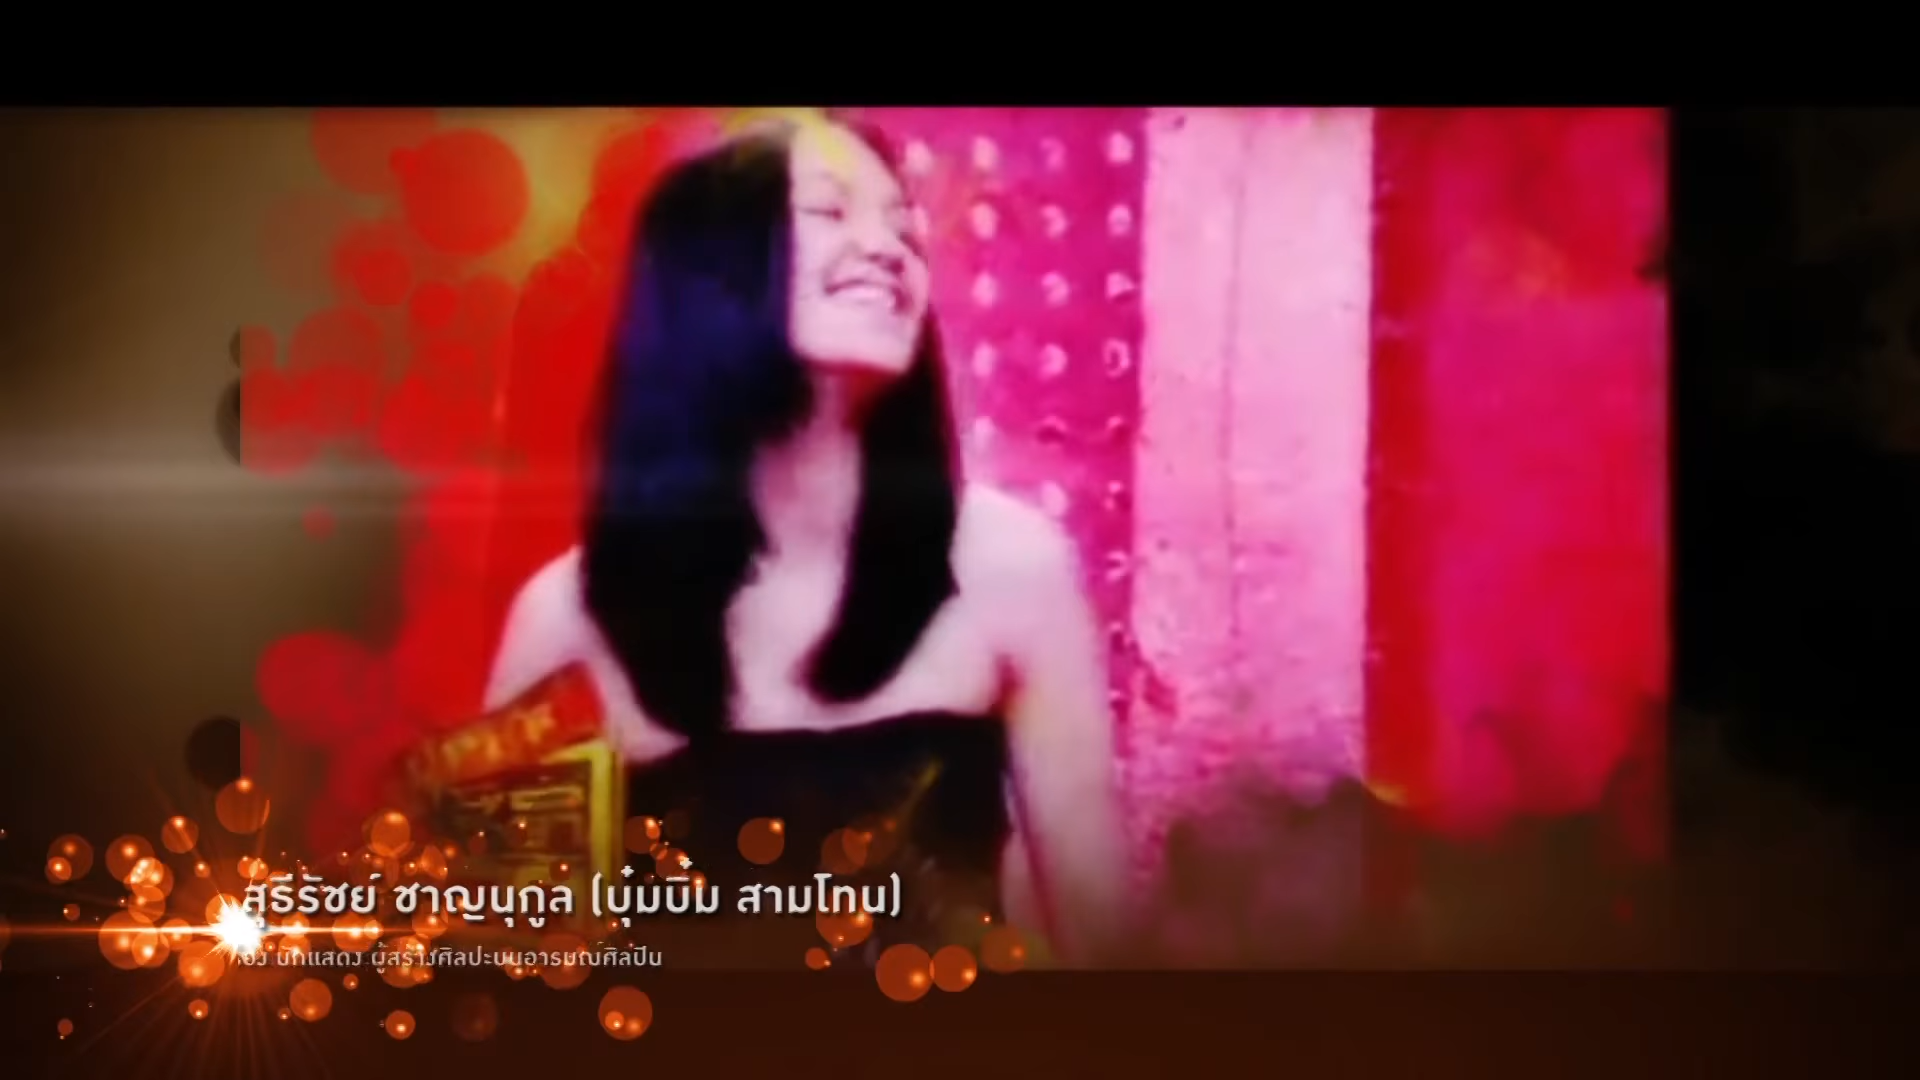 สุธีรัชย์ ชาญนุกูล (บุ๋มบิ๋ม สามโทน)
นักแสดง ผู้สร้างศิลปะบนอารมณ์ศิลปิน